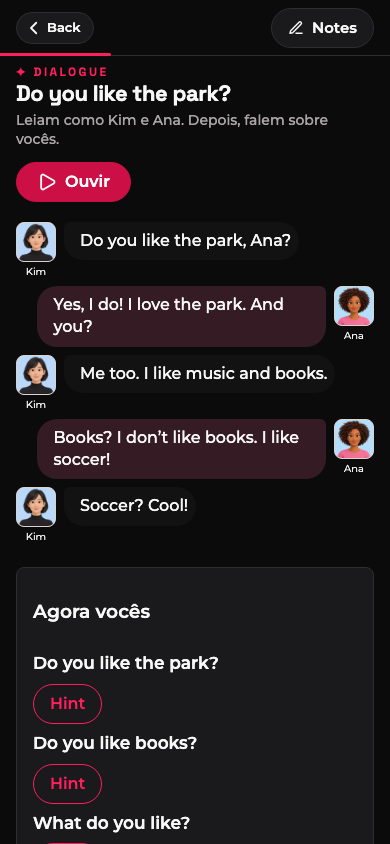 Back
Notes
DIALOGUE
Do you like the park?
Leiam como Kim e Ana. Depois, falem sobre
vocês.
Ouvir
Do you like the park, Ana?
Kim
Yes, I do! I love the park. And
you?
Ana
Me too. I like music and books.
Kim
Books? I don’t like books. I like
soccer!
Ana
Soccer? Cool!
Kim
Agora vocês
Do you like the park?
Hint
Do you like books?
Hint
What do you like?